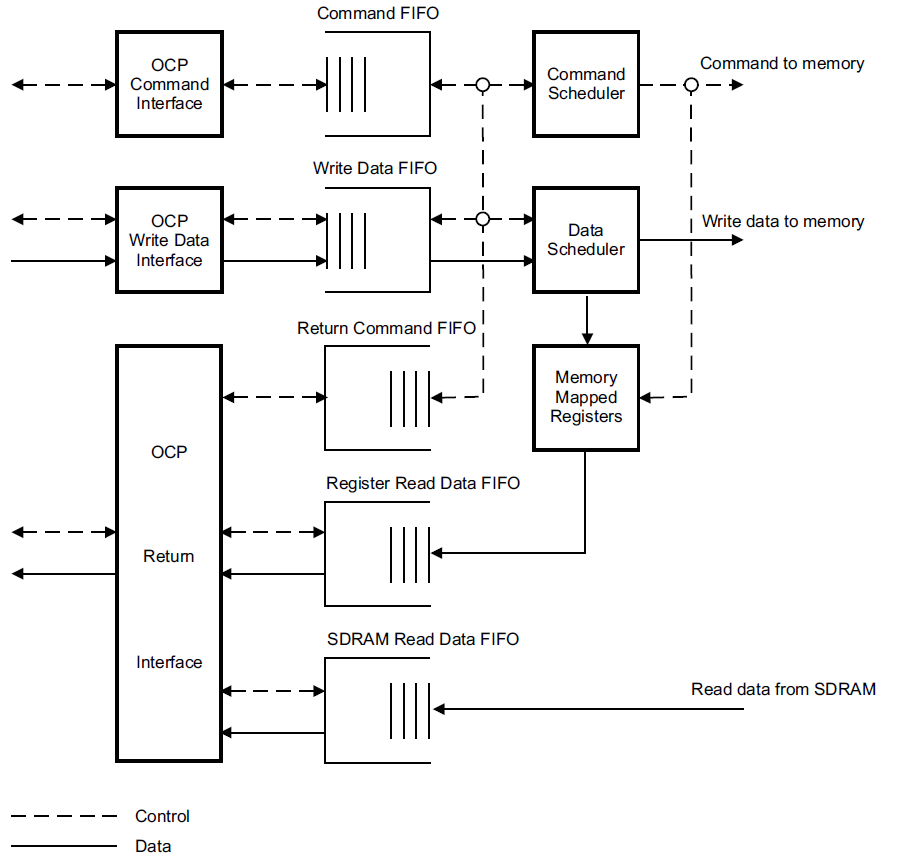 Command FIFO
OCP
Command
Interface
Command
Scheduler
Command to memory
Write Data FIFO
OCP
Write Data
Interface
Data
Scheduler
Write data to memory
Return Command FIFO
Memory
Mapped
Registers
OCP
Return
Interface
Register Read Data FIFO
SDRAM Read Data FIFO
Read data from SDRAM
Control
Data